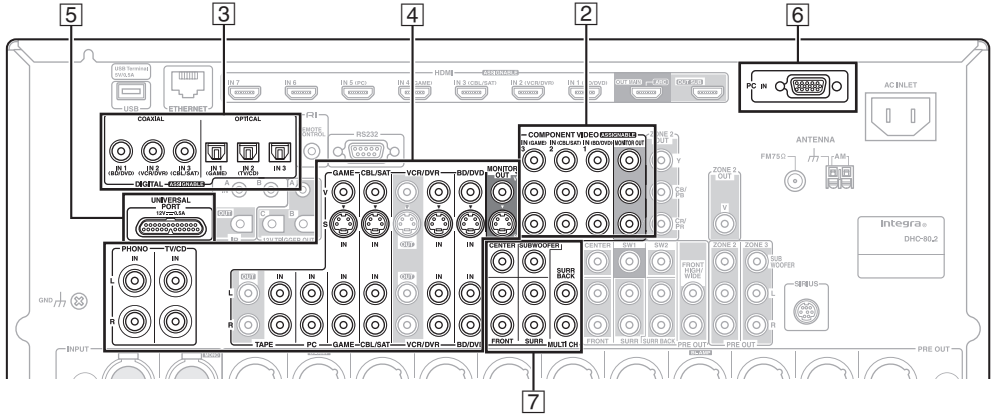 5 3 4 2 6
USB Terminal
5V/0.5A
USB
ETHERNET
HDMI ASSIGNABLE
IN 7 IN 6 IN 5 (PC) IN 4 (GAME) IN 3 (CBL/SAT) IN 2 (VCR/DVR) IN 1 (BD/DVD) OUT MAIN OUT SUB
PC IN
AC INLET
COAXIAL OPTICAL
IN 1 (BD/DVD) IN 2 (VCR/DVR) IN 3 (CBL/SAT) IN 1 (GAME) IN 2 (TV/CD) IN 3
DIGITAL ASSIGNABLE
RI
REMOTE CONTROL
RS232
COMPONENT VIDEO ASSIGNABLE
IN (GAME) 3 IN (CBL/SAT) 2 IN (BD/DVD) 1 MONITOR OUT
ZONE 2 OUT
Y
CB/PB
CR/PR
ANTENNA
FM75Ω AM
UNIVERSAL PORT
12V 0.5A
A B A
IN
OUT C B
IR 12V TRIGGER OUT
GAME CBL/SAT VCR/DVR BD/DVD MONITOR OUT
V
S
IN IN OUT IN IN
ZONE 2 OUT
V
Integra
DHC-80.2
PHONO TV/CD
IN IN
L
R
GND
OUT IN IN IN IN OUT IN IN
L
R
TAPE PC GAME CBL/SAT VCR/DVR BD/DVD
CENTER SUBWOOFER
SURR BACK
FRONT SURR MULTI CH
CENTER SW1 SW2
FRONT HIGH/WIDE
FRONT SURR SURR BACK PRE OUT
ZONE 2 ZONE 3
SUB WOOFER
L
R
PRE OUT
SIRIUS
INPUT
PRE OUT
7